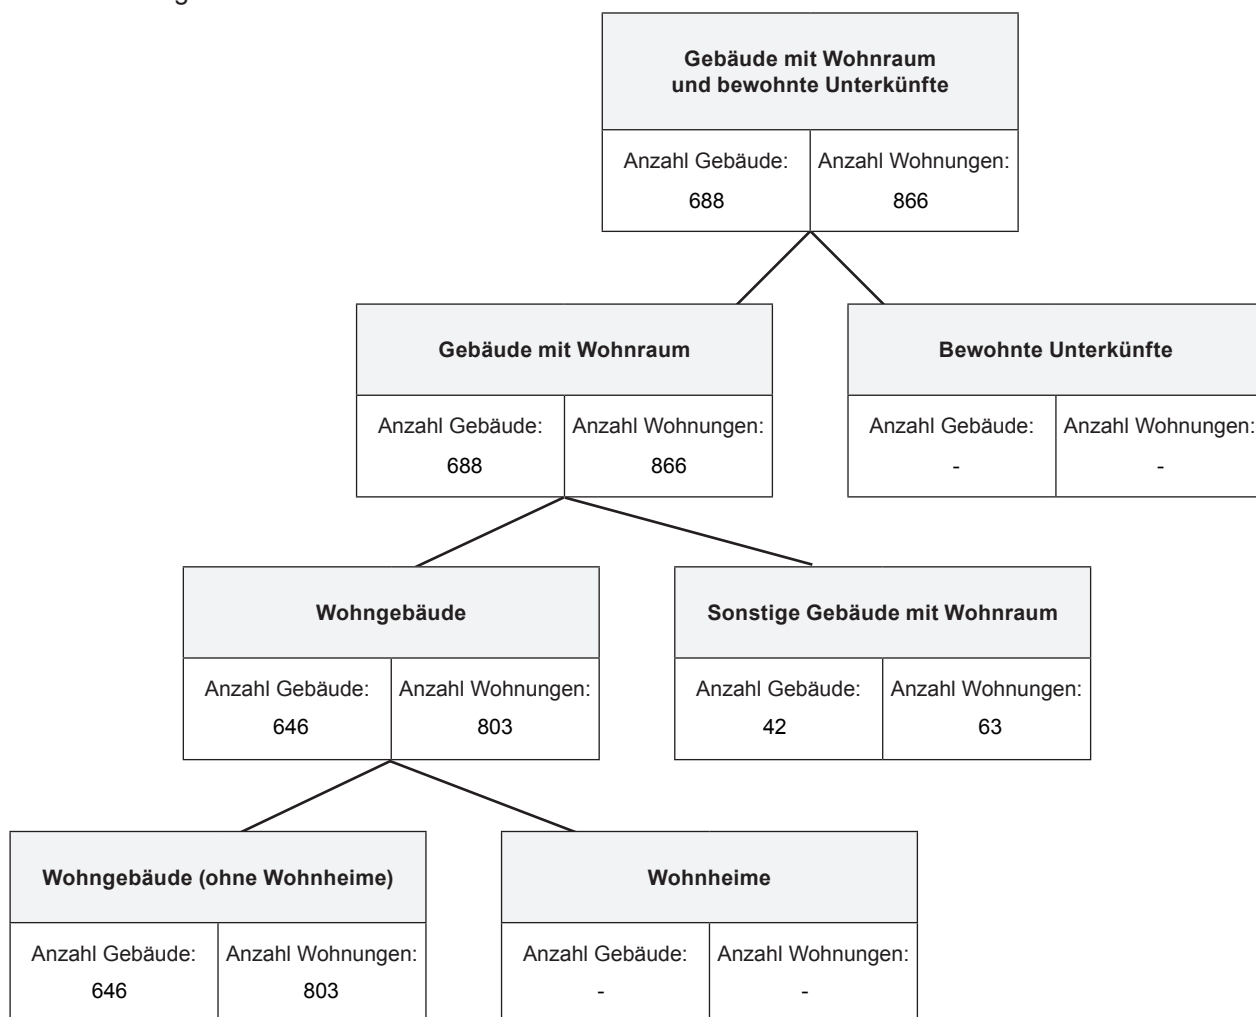 Gebäude mit Wohnraum
und bewohnte Unterkünfte
Anzahl Gebäude: Anzahl Wohnungen:
688 866
Gebäude mit Wohnraum
Anzahl Gebäude: Anzahl Wohnungen:
688 866
Bewohnte Unterkünfte
Anzahl Gebäude: Anzahl Wohnungen:
- -
Wohngebäude
Anzahl Gebäude: Anzahl Wohnungen:
646 803
Sonstige Gebäude mit Wohnraum
Anzahl Gebäude: Anzahl Wohnungen:
42 63
Wohngebäude (ohne Wohnheime)
Anzahl Gebäude: Anzahl Wohnungen:
646 803
Wohnheime
Anzahl Gebäude: Anzahl Wohnungen:
- -